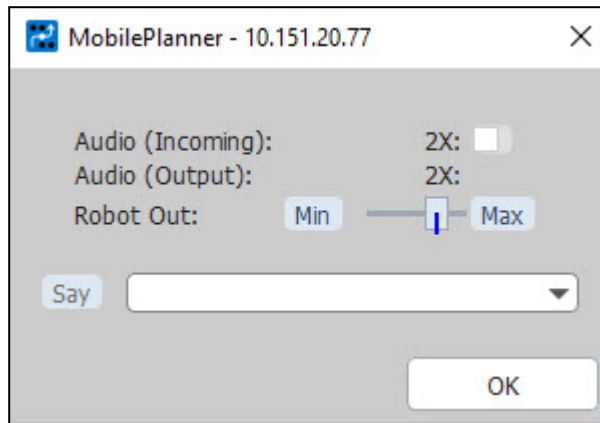 MobilePlanner - 10.151.20.77
Audio (Incoming): 2X:
Audio (Output): 2X:
Robot Out: Min Max
Say
OK